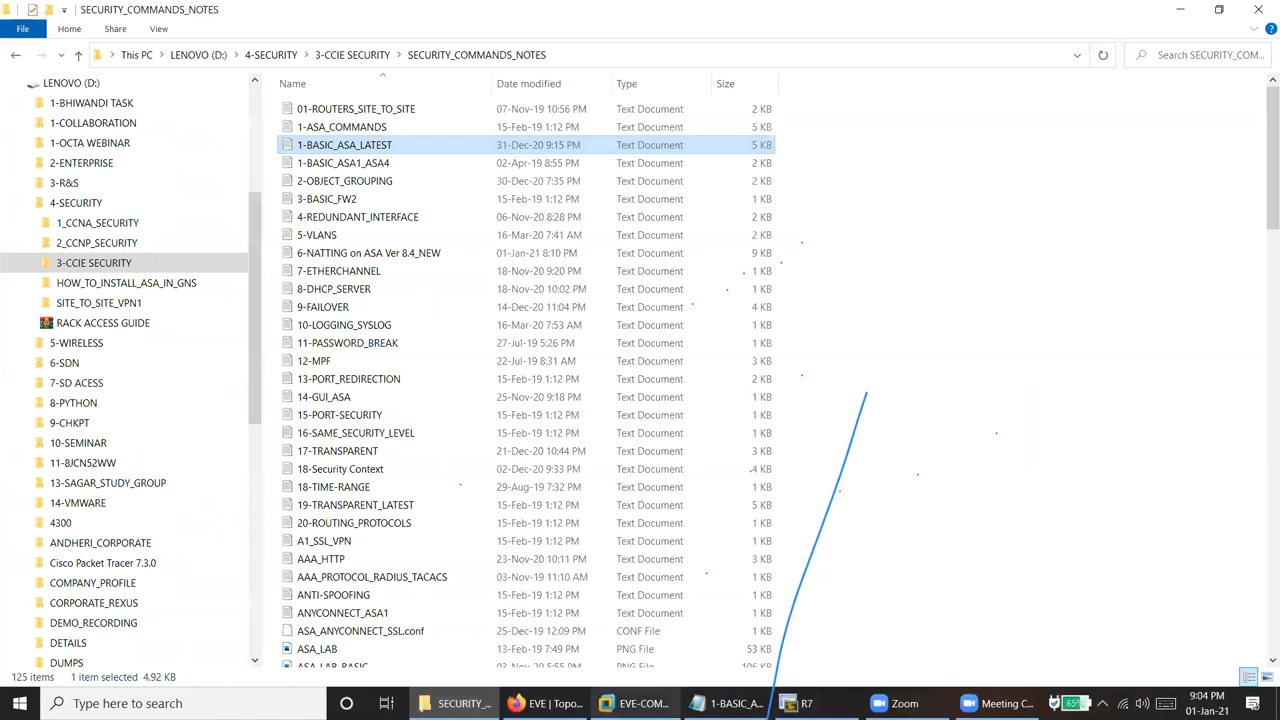 SECURITY_COMMANDS_NOTES
File Home Share View
This PC LENOVO (D:) 4-SECURITY 3-CCIE SECURITY SECURITY_COMMANDS_NOTES
Search SECURITY_COM...
LENOVO (D:)
1-BHIWANDI TASK
1-COLLABORATION
1-OCTA WEBINAR
2-ENTERPRISE
3-R&S
4-SECURITY
1_CCNA_SECURITY
2_CCNP_SECURITY
3-CCIE SECURITY
HOW_TO_INSTALL_ASA_IN_GNS
SITE_TO_SITE_VPN1
RACK ACCESS GUIDE
5-WIRELESS
6-SDN
7-SD ACESS
8-PYTHON
9-CHKPT
10-SEMINAR
11-8JCN52WW
13-SAGAR_STUDY_GROUP
14-VMWARE
4300
ANDHERI_CORPORATE
Cisco Packet Tracer 7.3.0
COMPANY_PROFILE
CORPORATE_REXUS
DEMO_RECORDING
DETAILS
DUMPS
Name Date modified Type Size
01-ROUTERS_SITE_TO_SITE 07-Nov-19 10:56 PM Text Document 2 KB
1-ASA_COMMANDS 15-Feb-19 1:12 PM Text Document 5 KB
1-BASIC_ASA_LATEST 31-Dec-20 9:15 PM Text Document 5 KB
1-BASIC_ASA1_ASA4 02-Apr-19 8:55 PM Text Document 2 KB
2-OBJECT_GROUPING 30-Dec-20 7:35 PM Text Document 2 KB
3-BASIC_FW2 15-Feb-19 1:12 PM Text Document 1 KB
4-REDUNDANT_INTERFACE 06-Nov-20 8:28 PM Text Document 2 KB
5-VLANS 16-Mar-20 7:41 AM Text Document 2 KB
6-NATTING on ASA Ver 8.4_NEW 01-Jan-21 8:10 PM Text Document 9 KB
7-ETHERCHANNEL 18-Nov-20 9:20 PM Text Document 1 KB
8-DHCP_SERVER 18-Nov-20 10:02 PM Text Document 1 KB
9-FAILOVER 14-Dec-20 11:04 PM Text Document 4 KB
10-LOGGING_SYSLOG 16-Mar-20 7:53 AM Text Document 1 KB
11-PASSWORD_BREAK 27-Jul-19 5:26 PM Text Document 1 KB
12-MPF 22-Jul-19 8:31 AM Text Document 3 KB
13-PORT_REDIRECTION 15-Feb-19 1:12 PM Text Document 2 KB
14-GUI_ASA 25-Nov-20 9:18 PM Text Document 1 KB
15-PORT-SECURITY 15-Feb-19 1:12 PM Text Document 1 KB
16-SAME_SECURITY_LEVEL 15-Feb-19 1:12 PM Text Document 1 KB
17-TRANSPARENT 21-Dec-20 10:44 PM Text Document 3 KB
18-Security Context 02-Dec-20 9:33 PM Text Document 4 KB
18-TIME-RANGE 29-Aug-19 7:32 PM Text Document 1 KB
19-TRANSPARENT_LATEST 15-Feb-19 1:12 PM Text Document 5 KB
20-ROUTING_PROTOCOLS 15-Feb-19 1:12 PM Text Document 1 KB
A1_SSL_VPN 15-Feb-19 1:12 PM Text Document 1 KB
AAA_HTTP 23-Nov-20 10:11 PM Text Document 3 KB
AAA_PROTOCOL_RADIUS_TACACS 03-Nov-19 11:10 AM Text Document 1 KB
ANTI-SPOOFING 15-Feb-19 1:12 PM Text Document 1 KB
ANYCONNECT_ASA1 15-Feb-19 1:12 PM Text Document 1 KB
ASA_ANYCONNECT_SSL.conf 25-Dec-19 12:09 PM CONF File 1 KB
ASA_LAB 13-Feb-19 7:49 PM PNG File 53 KB
ASA_LAB_BASIC 03-Nov-20 5:55 PM PNG File 106 KB
125 items 1 item selected 4.92 KB
Type here to search SECURITY_... EVE | Topo... EVE-COM... 1-BASIC_A... R7 Zoom Meeting C... 65% 9:04 PM
01-Jan-21